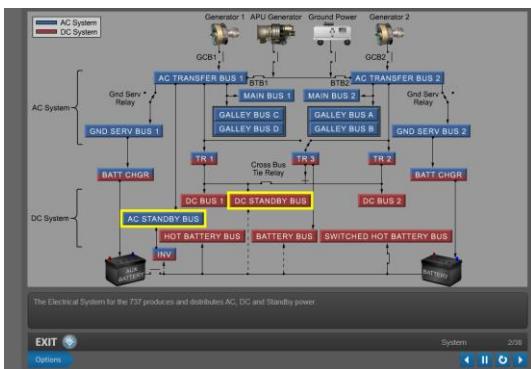 AC System
DC System
Generator 1
APU Generator
Ground Power
Generator 2
GCB1
GCB2
AC TRANSFER BUS 1
BTB1
BTB2
AC TRANSFER BUS 2
Gnd Serv
Relay
MAIN BUS 1
MAIN BUS 2
Gnd Serv
Relay
AC System
GALLEY BUS C
GALLEY BUS A
GND SERV BUS 1
GALLEY BUS D
GALLEY BUS B
GND SERV BUS 2
TR 1
TR 3
TR 2
Cross Bus
Tie Relay
BATT CHGR
BATT CHGR
DC System
DC BUS 1
DC STANDBY BUS
DC BUS 2
AC STANDBY BUS
HOT BATTERY BUS
BATTERY BUS
SWITCHED HOT BATTERY BUS
INV
AUX
BATTERY
BATTERY
The Electrical System for the 737 produces and distributes AC, DC and Standby power.
EXIT
System
2/38
Options